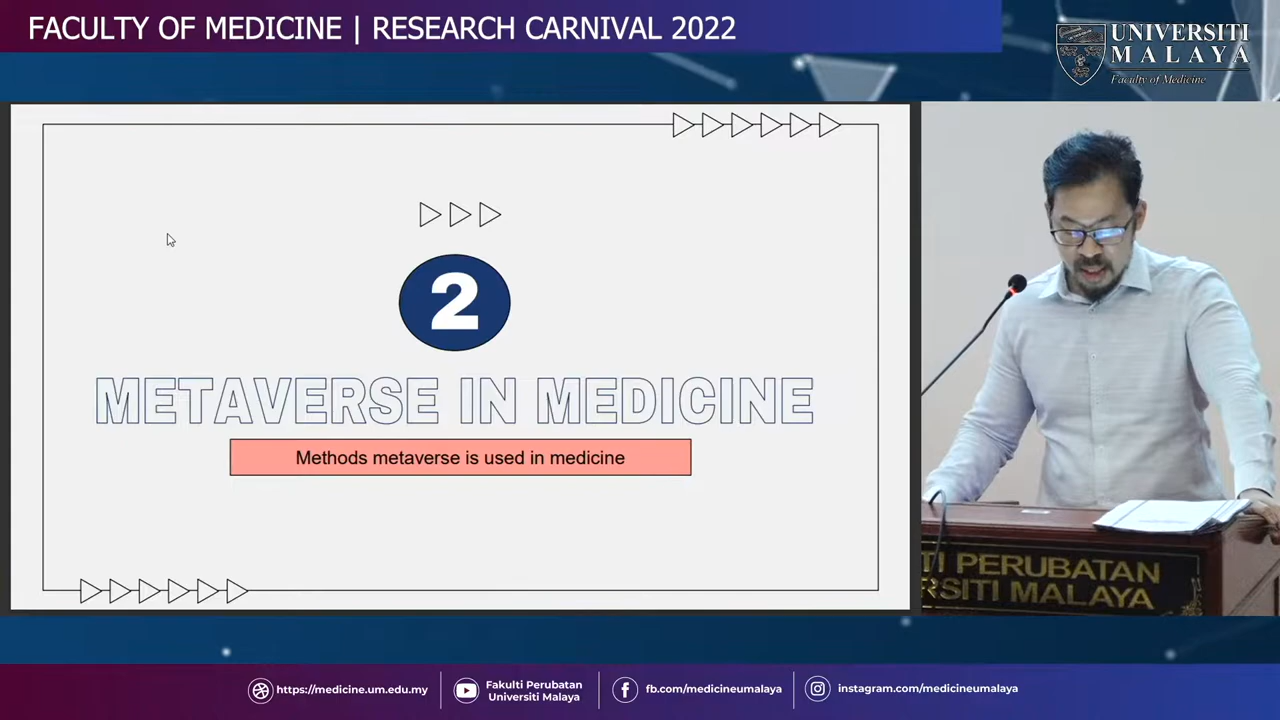 FACULTY OF MEDICINE | RESEARCH CARNIVAL 2022
UNIVERSITI
MALAYA
Faculty of Medicine
2
METAVERSE IN MEDICINE
Methods metaverse is used in medicine
TI PERUBATAN
RSITI MALAYA
https://medicine.um.edu.my
Fakulti Perubatan
Universiti Malaya
fb.com/medicineumalaya
instagram.com/medicineumalaya